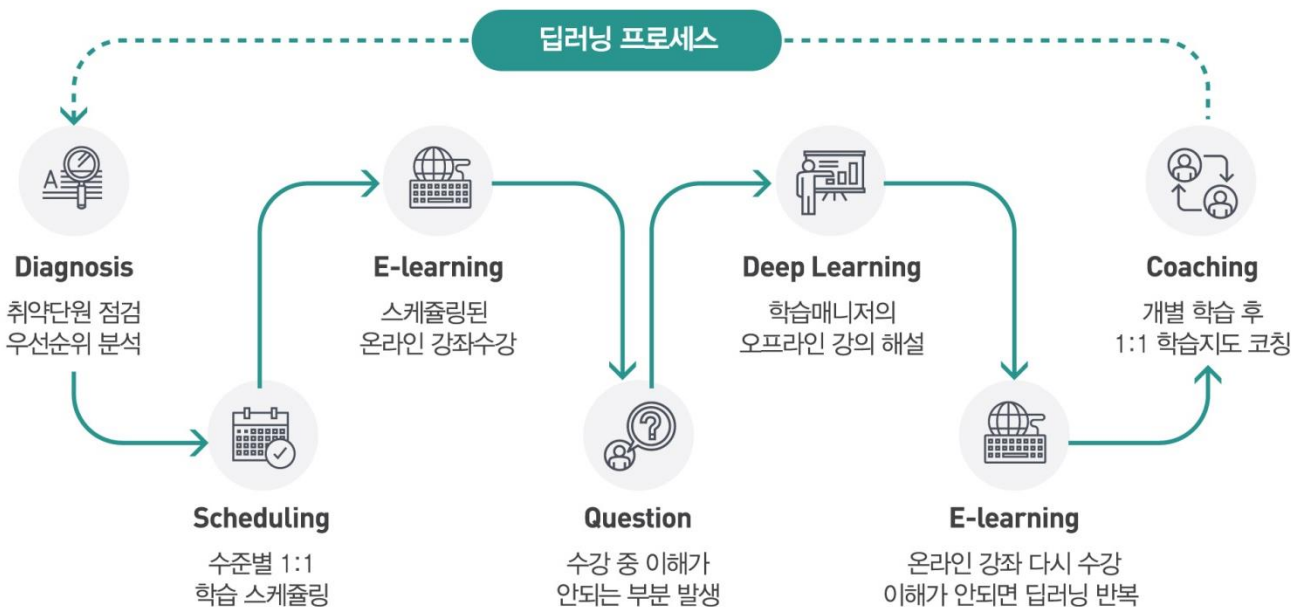 딥러닝 프로세스
A
Diagnosis
취약단원 점검
우선순위 분석
Scheduling
수준별 1:1
학습 스케쥴링
E-learning
스케쥴링된
온라인 강좌수강
?
Question
수강 중 이해가
안되는 부분 발생
Deep Learning
학습매니저의
오프라인 강의 해설
E-learning
온라인 강좌 다시 수강
이해가 안되면 딥러닝 반복
Coaching
개별 학습 후
1:1 학습지도 코칭